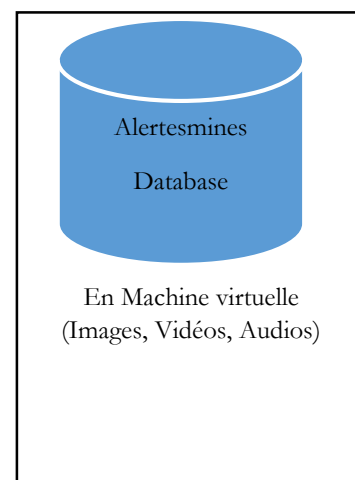 Alertesmines
Database
En Machine virtuelle
(Images, Vidéos, Audios)